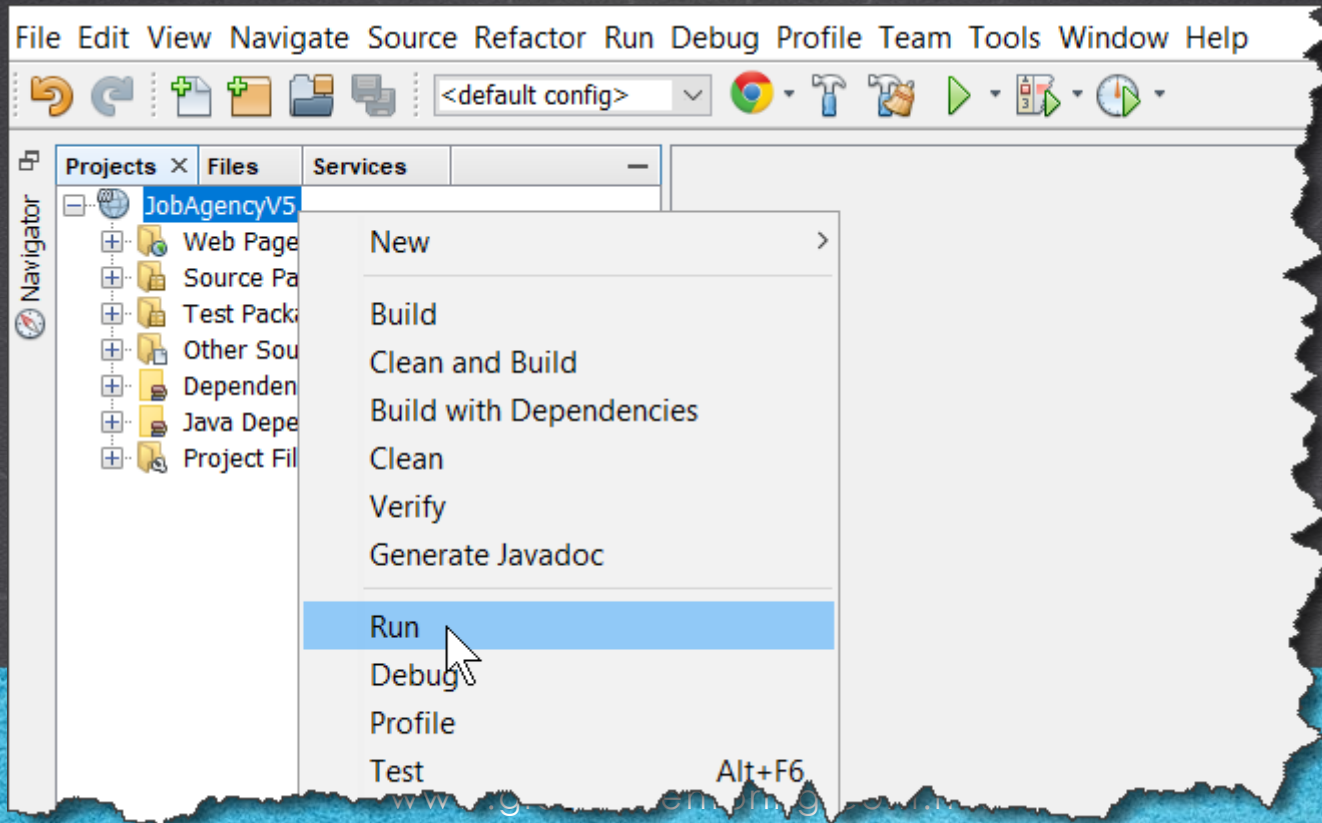 File Edit View Navigate Source Refactor Run Debug Profile Team Tools Window Help
<default config>
Projects Files Services
Navigator
JobAgencyV5
Web Page
Source Pa
Test Pack
Other Sou
Dependen
Java Depe
Project Fil
New
Build
Clean and Build
Build with Dependencies
Clean
Verify
Generate Javadoc
Run
Debug
Profile
Test Alt+F6